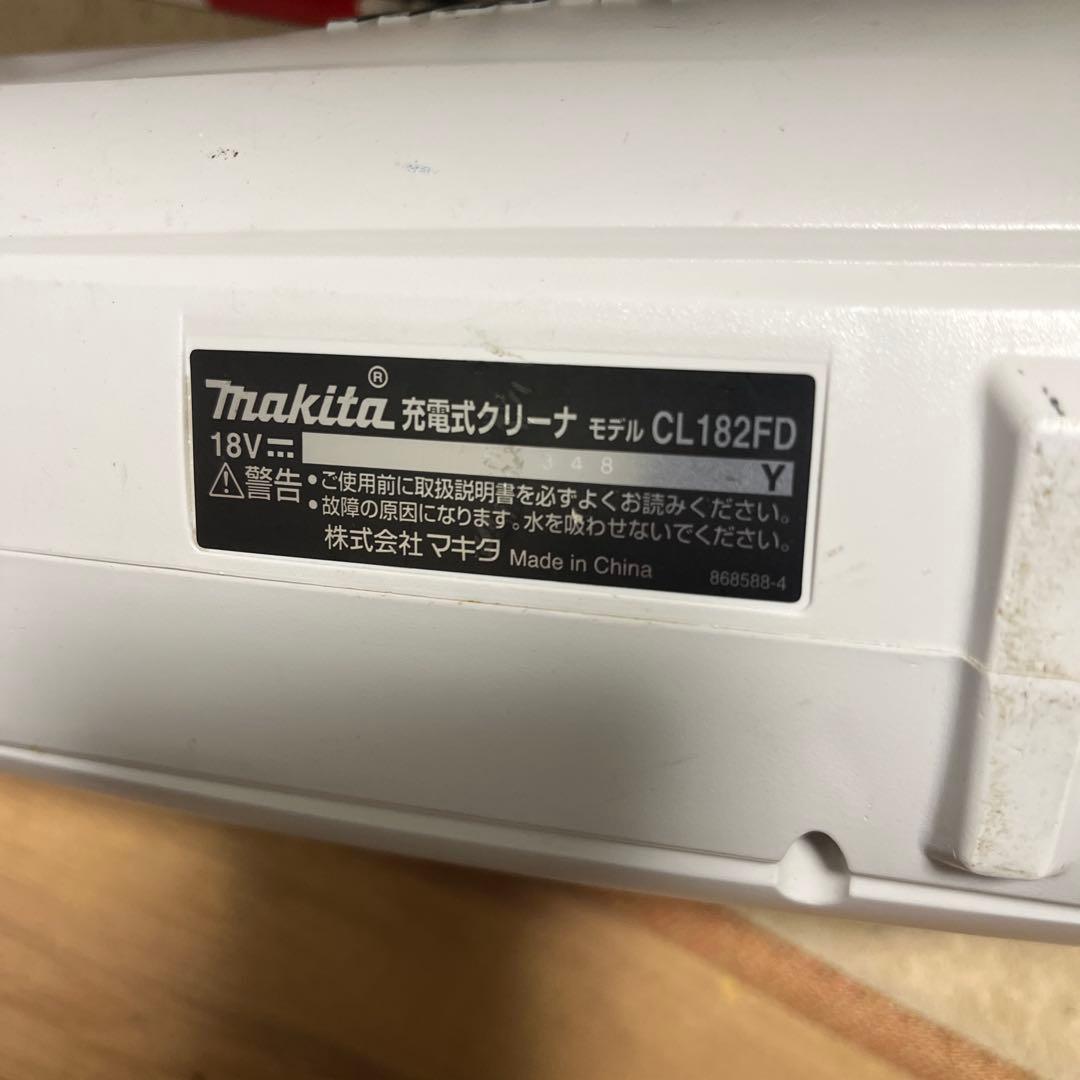 makita® 充電式クリーナ モデル CL182FD
18V⎓ 348 Y
⚠警告 •ご使用前に取扱説明書を必ずよくお読みください。
•故障の原因になります。水を吸わせないでください。
株式会社マキタ Made in China 868588-4